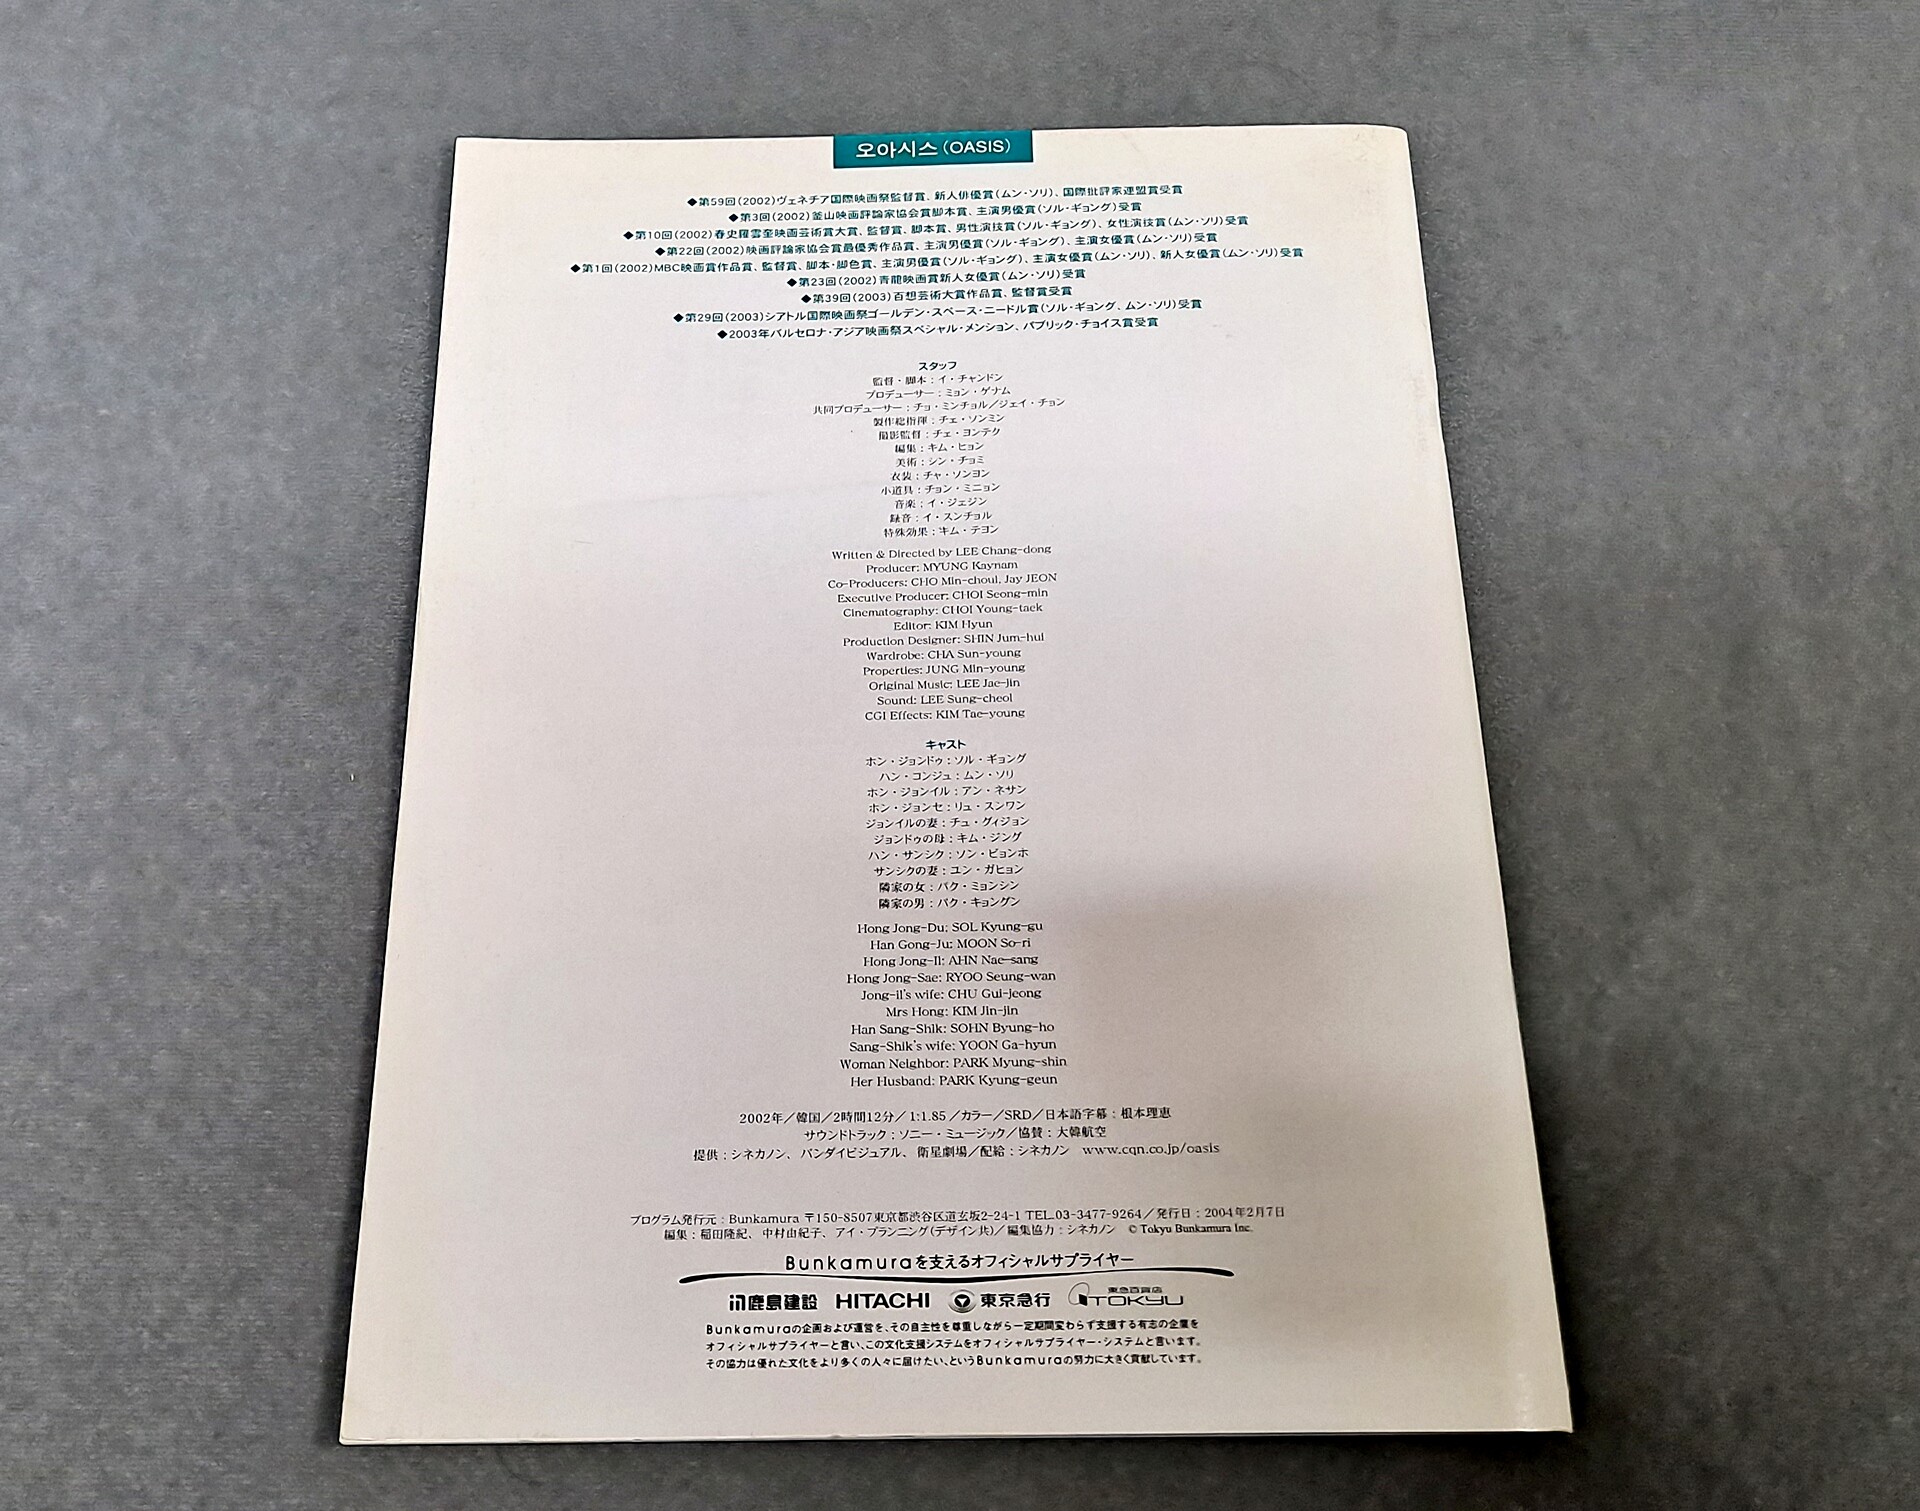 오아시스(OASIS)
◆第59回(2002)ヴェネチア国際映画祭監督賞、新人俳優賞(ムン・ソリ)、国際批評家連盟賞受賞
◆第3回(2002)釜山映画評論家協会賞脚本賞、主演男優賞(ソル・ギョング)受賞
◆第10回(2002)春史羅雲奎映画芸術賞大賞、監督賞、脚本賞、男性演技賞(ソル・ギョング)、女性演技賞(ムン・ソリ)受賞
◆第22回(2002)映画評論家協会賞最優秀作品賞、主演男優賞(ソル・ギョング)、主演女優賞(ムン・ソリ)受賞
◆第1回(2002)MBC映画賞作品賞、監督賞、脚本・脚色賞、主演男優賞(ソル・ギョング)、主演女優賞(ムン・ソリ)、新人女優賞(ムン・ソリ)受賞
◆第23回(2002)青龍映画賞新人女優賞(ムン・ソリ)受賞
◆第39回(2003)百想芸術大賞作品賞、監督賞受賞
◆第29回(2003)シアトル国際映画祭ゴールデン・スペース・ニードル賞(ソル・ギョング、ムン・ソリ)受賞
◆2003年バルセロナ・アジア映画祭スペシャル・メンション、パブリック・チョイス賞受賞
スタッフ
監督・脚本：イ・チャンドン
プロデューサー：ミョン・ゲナム
共同プロデューサー：チョ・ミンチョル／ジェイ・チョン
製作総指揮：チェ・ソンミン
撮影監督：チェ・ヨンテク
編集：キム・ヒョン
美術：シン・チョミ
衣装：チャ・ソンヨン
小道具：チョン・ミニョン
音楽：イ・ジェジン
録音：イ・スンチョル
特殊効果：キム・テヨン
Written & Directed by LEE Chang-dong
Producer: MYUNG Kaynam
Co-Producers: CHO Min-choul, Jay JEON
Executive Producer: CHOI Seong-min
Cinematography: CHOI Young-taek
Editor: KIM Hyun
Production Designer: SHIN Jum-hui
Wardrobe: CHA Sun-young
Properties: JUNG Min-young
Original Music: LEE Jae-jin
Sound: LEE Sung-cheol
CGI Effects: KIM Tae-young
キャスト
ホン・ジョンドゥ：ソル・ギョング
ハン・コンジュ：ムン・ソリ
ホン・ジョンイル：アン・ネサン
ホン・ジョンセ：リュ・スンワン
ジョンイルの妻：チュ・グィジョン
ジョンドゥの母：キム・ジング
ハン・サンシク：ソン・ビョンホ
サンシクの妻：ユン・ガヒョン
隣家の女：パク・ミョンシン
隣家の男：パク・キョングン
Hong Jong-Du: SOL Kyung-gu
Han Gong-Ju: MOON So-ri
Hong Jong-Il: AHN Nae-sang
Hong Jong-Sae: RYOO Seung-wan
Jong-il's wife: CHU Gui-jeong
Mrs Hong: KIM Jin-jin
Han Sang-Shik: SOHN Byung-ho
Sang-Shik's wife: YOON Ga-hyun
Woman Neighbor: PARK Myung-shin
Her Husband: PARK Kyung-geun
2002年／韓国／2時間12分／1:1.85／カラー／SRD／日本語字幕：根本理恵
サウンドトラック：ソニー・ミュージック／協賛：大韓航空
提供：シネカノン、バンダイビジュアル、衛星劇場／配給：シネカノン　www.cqn.co.jp/oasis
プログラム発行元：Bunkamura 〒150-8507東京都渋谷区道玄坂2-24-1 TEL.03-3477-9264／発行日：2004年2月7日
編集：稲田隆紀、中村由紀子、アイ・プランニング(デザイン共)／編集協力：シネカノン　© Tokyu Bunkamura Inc.
Bunkamuraを支えるオフィシャルサプライヤー
鹿島建設 HITACHI 東京急行 東急百貨店 TOKYU
Bunkamuraの企画および運営を、その自主性を尊重しながら一定期間変わらず支援する有志の企業を
オフィシャルサプライヤーと言い、この文化支援システムをオフィシャルサプライヤー・システムと言います。
その協力は優れた文化をより多くの人々に届けたい、というBunkamuraの努力に大きく貢献しています。